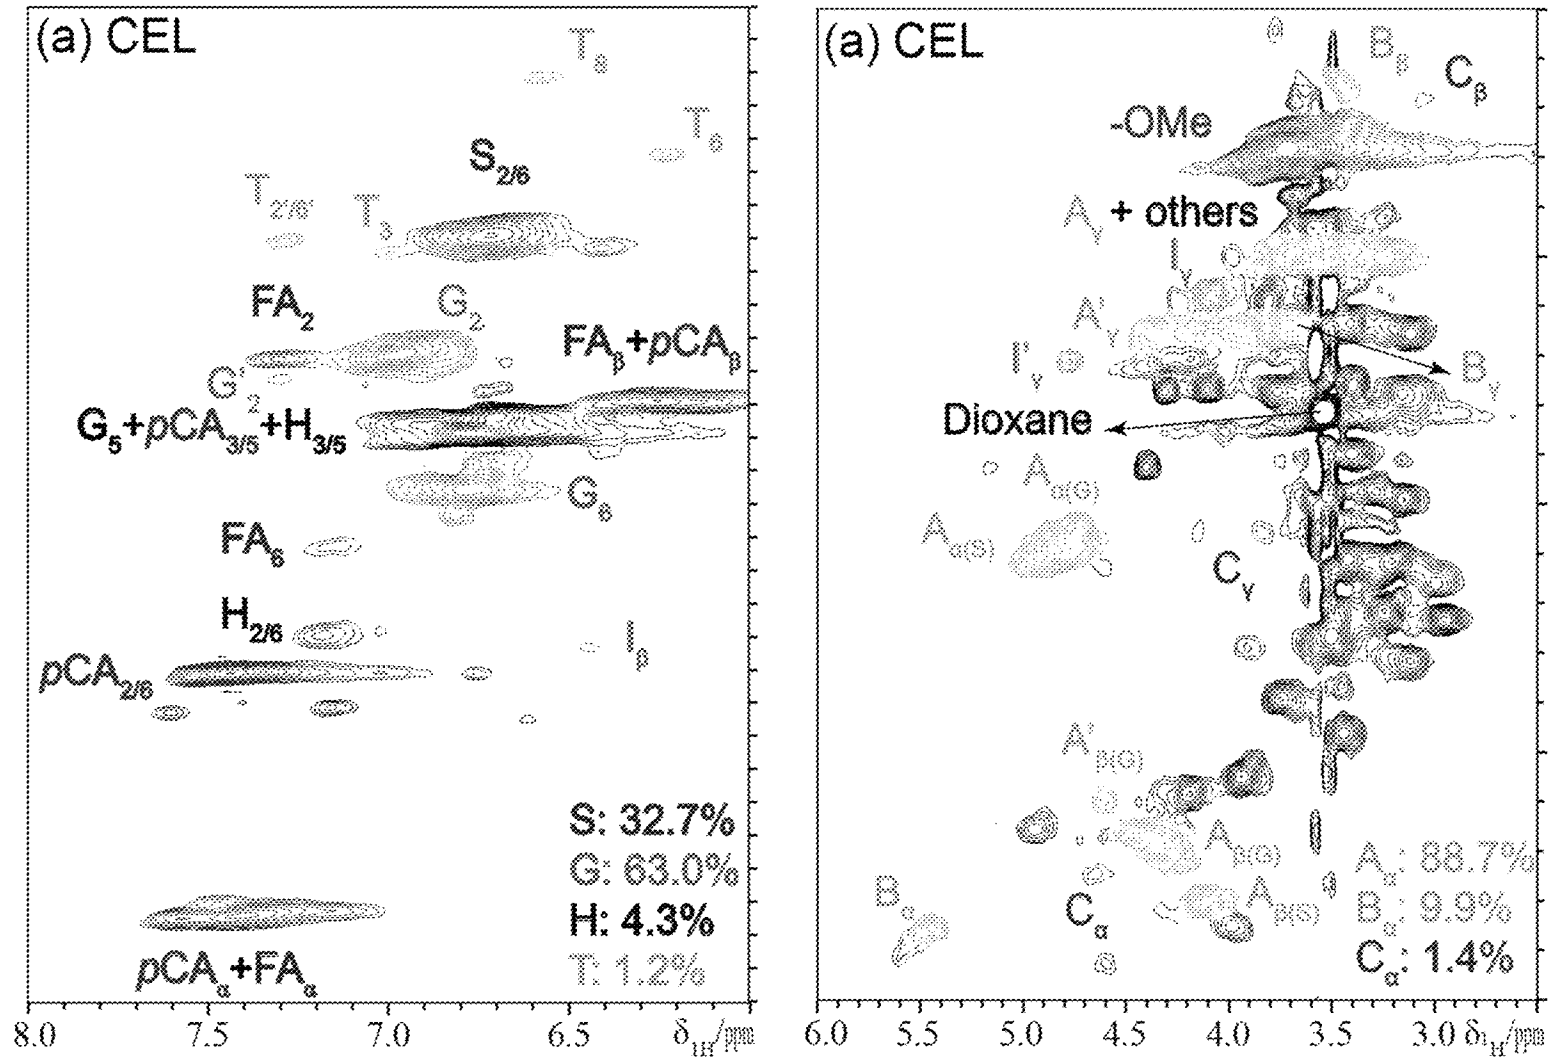 (a) CEL
T₈
T₆
S₂/₆
T₂'/₆'
T₃
FA₂
G₂
FAᵦ+pCAᵦ
G'₂
G₅+pCA₃/₅+H₃/₅
G₆
FA₆
H₂/₆
Iᵦ
pCA₂/₆
S: 32.7%
G: 63.0%
H: 4.3%
T: 1.2%
pCAα+FAα
8.0 7.5 7.0 6.5 δ1H/ppm
(a) CEL
Bᵦ
Cᵦ
-OMe
Aᵧ + others
Iᵧ
A'ᵧ
I'ᵧ
Bᵧ
Dioxane
Aα(G)
Aα(S)
Cᵧ
A'β(G)
Aβ(G)
Bα
Cα
Aβ(S)
Aα: 88.7%
Bα: 9.9%
Cα: 1.4%
6.0 5.5 5.0 4.5 4.0 3.5 3.0 δ1H/ppm